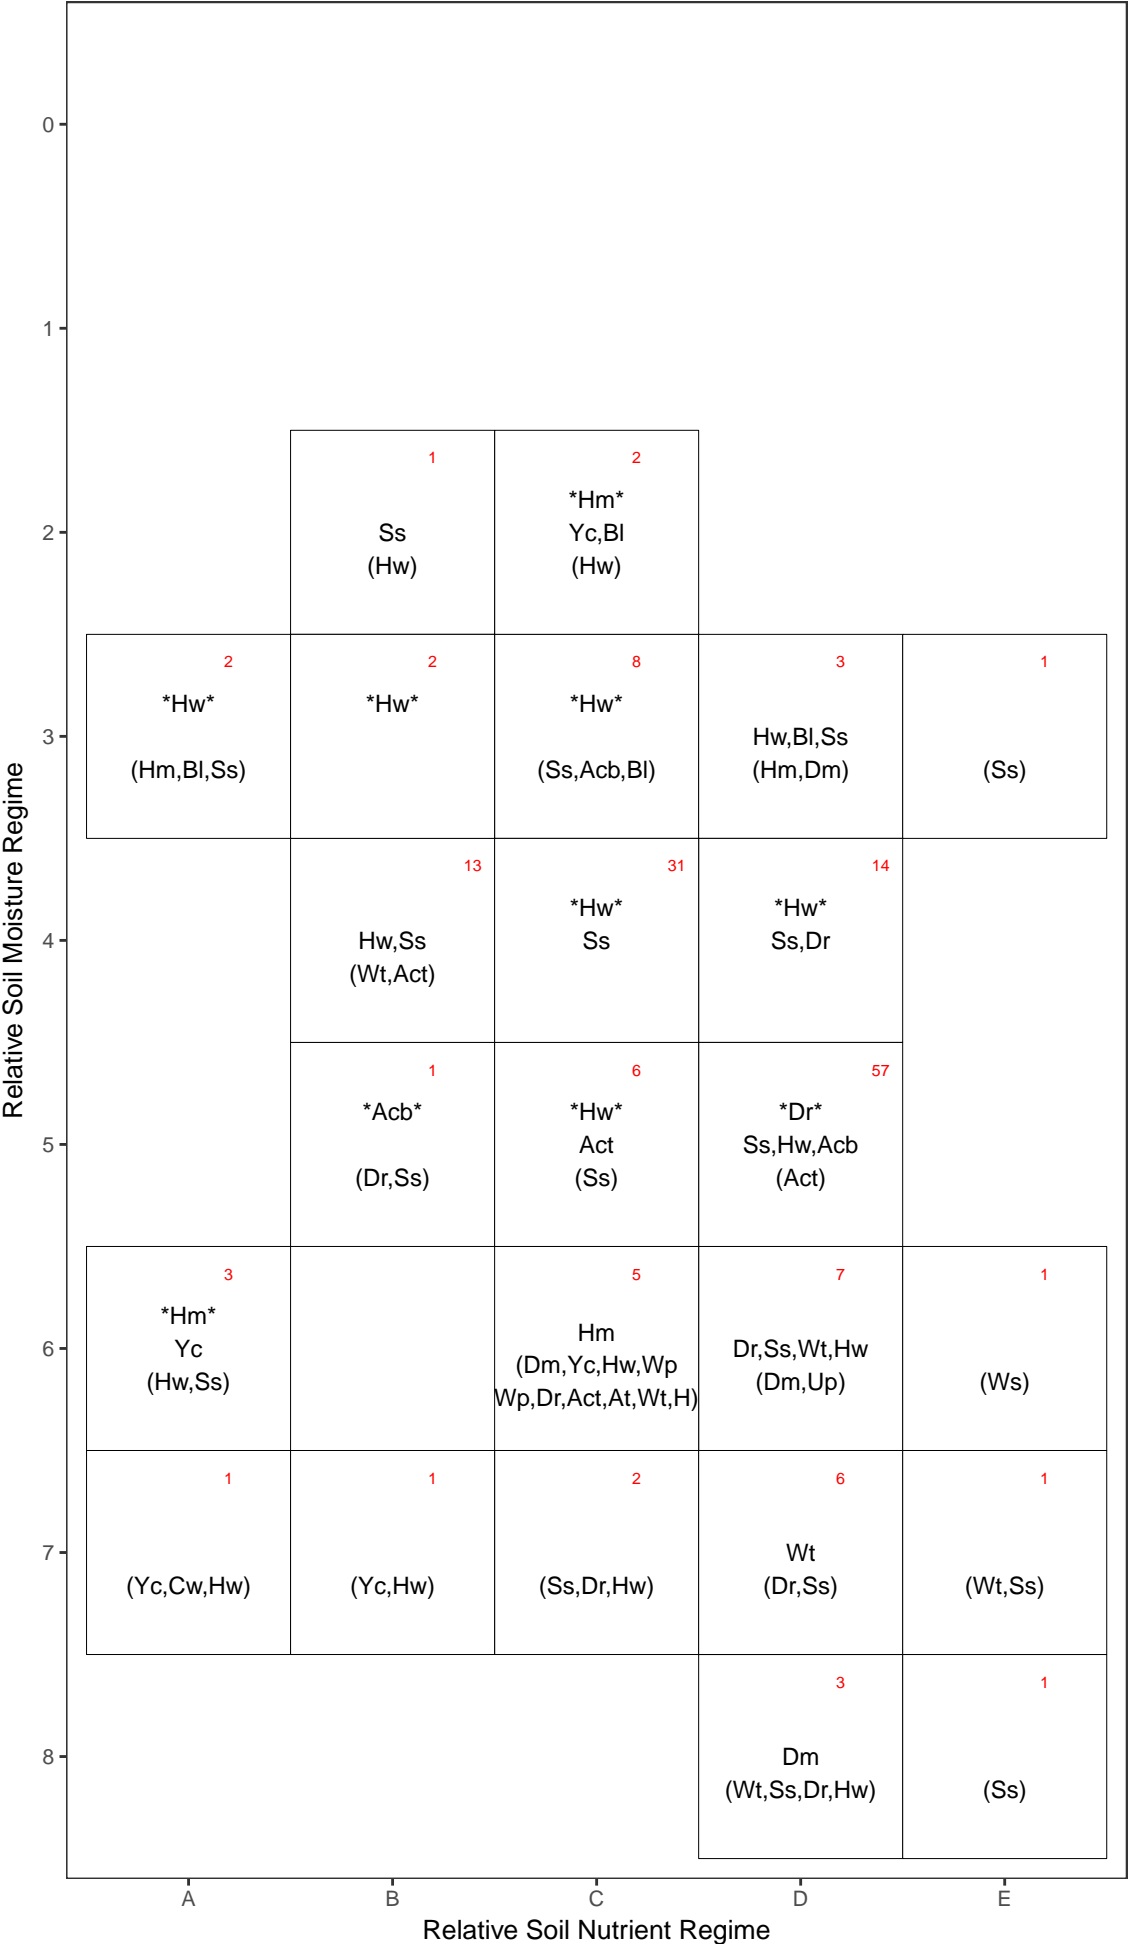 0
1
1
2
*Hm*
2
Ss
Yc,Bl
(Hw)
(Hw)
2
2
8
3
1
*Hw*
*Hw*
*Hw*
3
Hw,Bl,Ss
(Hm,Bl,Ss)
(Ss,Acb,Bl)
(Hm,Dm)
(Ss)
13
31
14
*Hw*
*Hw*
4
Hw,Ss
Ss
Ss,Dr
(Wt,Act)
1
6
57
*Acb*
*Hw*
*Dr*
5
Act
Ss,Hw,Acb
(Dr,Ss)
(Ss)
(Act)
3
5
7
1
*Hm*
Hm
6
Yc
(Dm,Yc,Hw,Wp
Dr,Ss,Wt,Hw
(Hw,Ss)
Wp,Dr,Act,At,Wt,H)
(Dm,Up)
(Ws)
1
1
2
6
1
7
Wt
(Yc,Cw,Hw)
(Yc,Hw)
(Ss,Dr,Hw)
(Dr,Ss)
(Wt,Ss)
3
1
8
Dm
(Wt,Ss,Dr,Hw)
(Ss)
A
B
C
D
E
Relative Soil Nutrient Regime
Relative Soil Moisture Regime